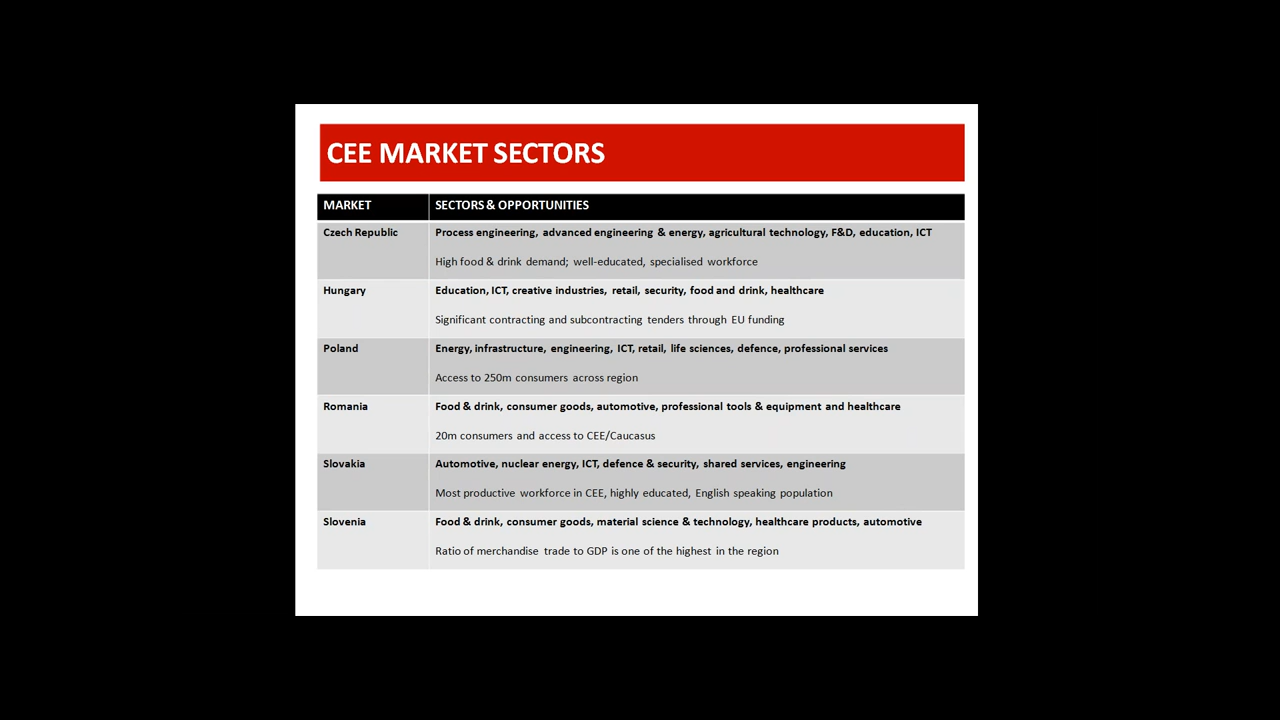 CEE MARKET SECTORS
MARKET SECTORS & OPPORTUNITIES
Czech Republic Process engineering, advanced engineering & energy, agricultural technology, F&D, education, ICT
High food & drink demand; well-educated, specialised workforce
Hungary Education, ICT, creative industries, retail, security, food and drink, healthcare
Significant contracting and subcontracting tenders through EU funding
Poland Energy, infrastructure, engineering, ICT, retail, life sciences, defence, professional services
Access to 250m consumers across region
Romania Food & drink, consumer goods, automotive, professional tools & equipment and healthcare
20m consumers and access to CEE/Caucasus
Slovakia Automotive, nuclear energy, ICT, defence & security, shared services, engineering
Most productive workforce in CEE, highly educated, English speaking population
Slovenia Food & drink, consumer goods, material science & technology, healthcare products, automotive
Ratio of merchandise trade to GDP is one of the highest in the region